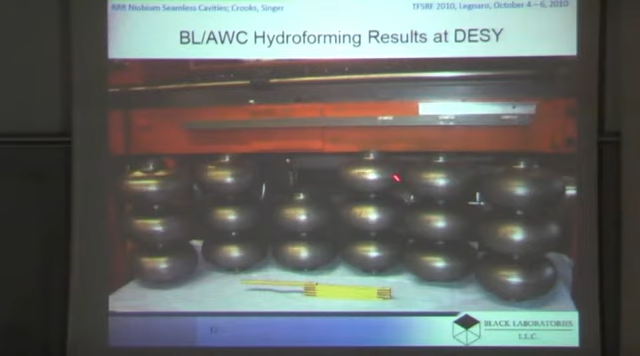 RRR Niobium Seamless Cavities; Crooks, Singer
TFSRF 2010, Legnaro, October 4 – 6, 2010
BL/AWC Hydroforming Results at DESY
BLACK LABORATORIES
L.L.C.